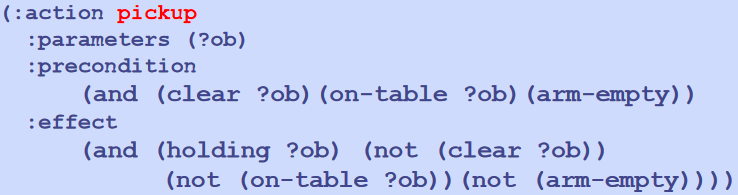 (:action pickup
:parameters (?ob)
:precondition
(and (clear ?ob)(on-table ?ob)(arm-empty))
:effect
(and (holding ?ob) (not (clear ?ob))
(not (on-table ?ob))(not (arm-empty))))